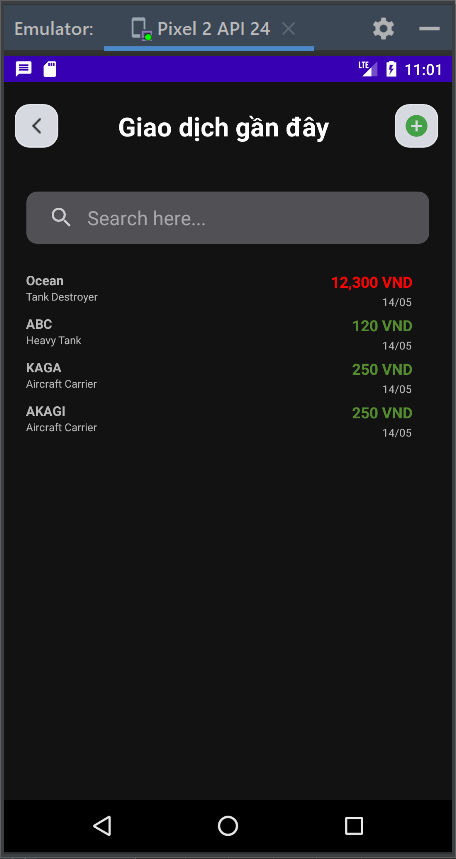 Emulator: Pixel 2 API 24
LTE 11:01
Giao dịch gần đây
Search here...
Ocean 12,300 VND
Tank Destroyer 14/05
ABC 120 VND
Heavy Tank 14/05
KAGA 250 VND
Aircraft Carrier 14/05
AKAGI 250 VND
Aircraft Carrier 14/05